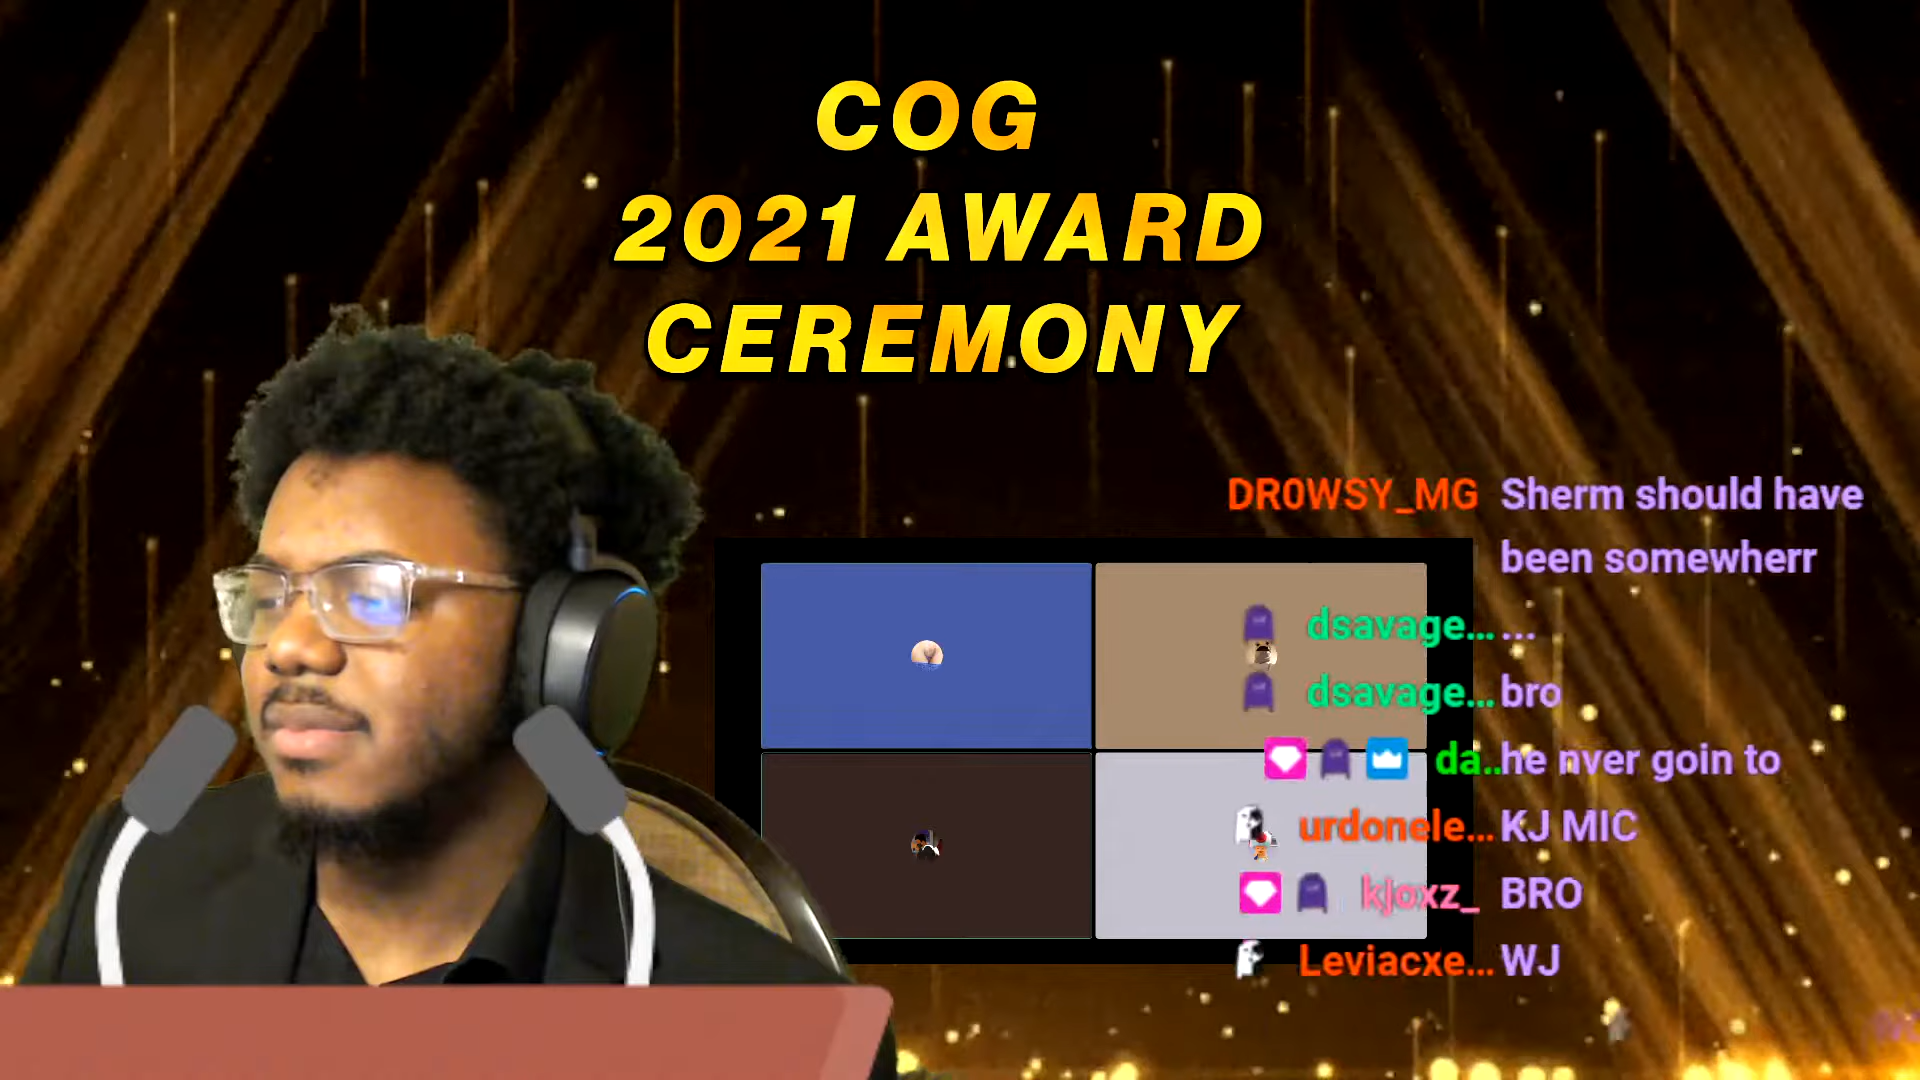 COG
2021 AWARD
CEREMONY
DR0WSY_MG Sherm should have
been somewherr
dsavage... ...
dsavage... bro
da.. he nver goin to
urdonele... KJ MIC
kjoxz_ BRO
Leviacxe... WJ